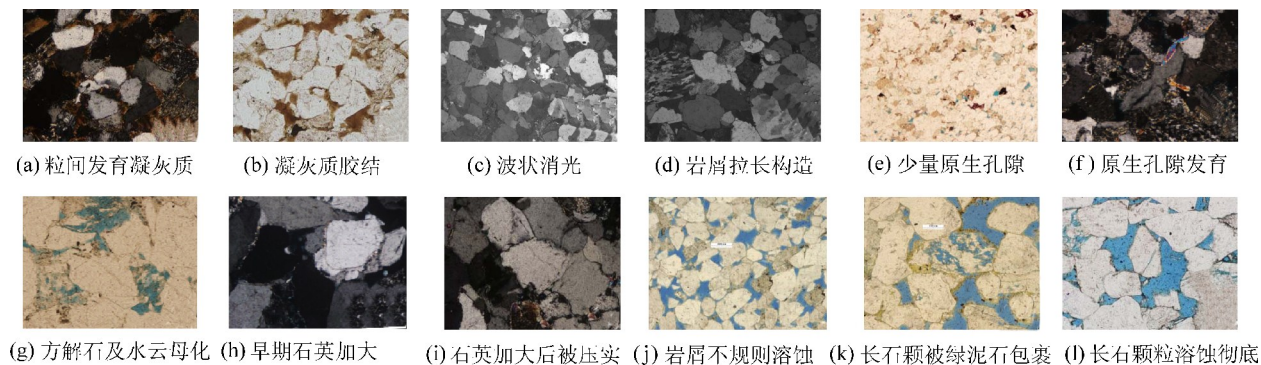 (a) 粒间发育凝灰质
(b) 凝灰质胶结
(c) 波状消光
(d) 岩屑拉长构造
(e) 少量原生孔隙
(f) 原生孔隙发育
(g) 方解石及水云母化
(h) 早期石英加大
(i) 石英加大后被压实
(j) 岩屑不规则溶蚀
(k) 长石颗被绿泥石包裹
(l) 长石颗粒溶蚀彻底